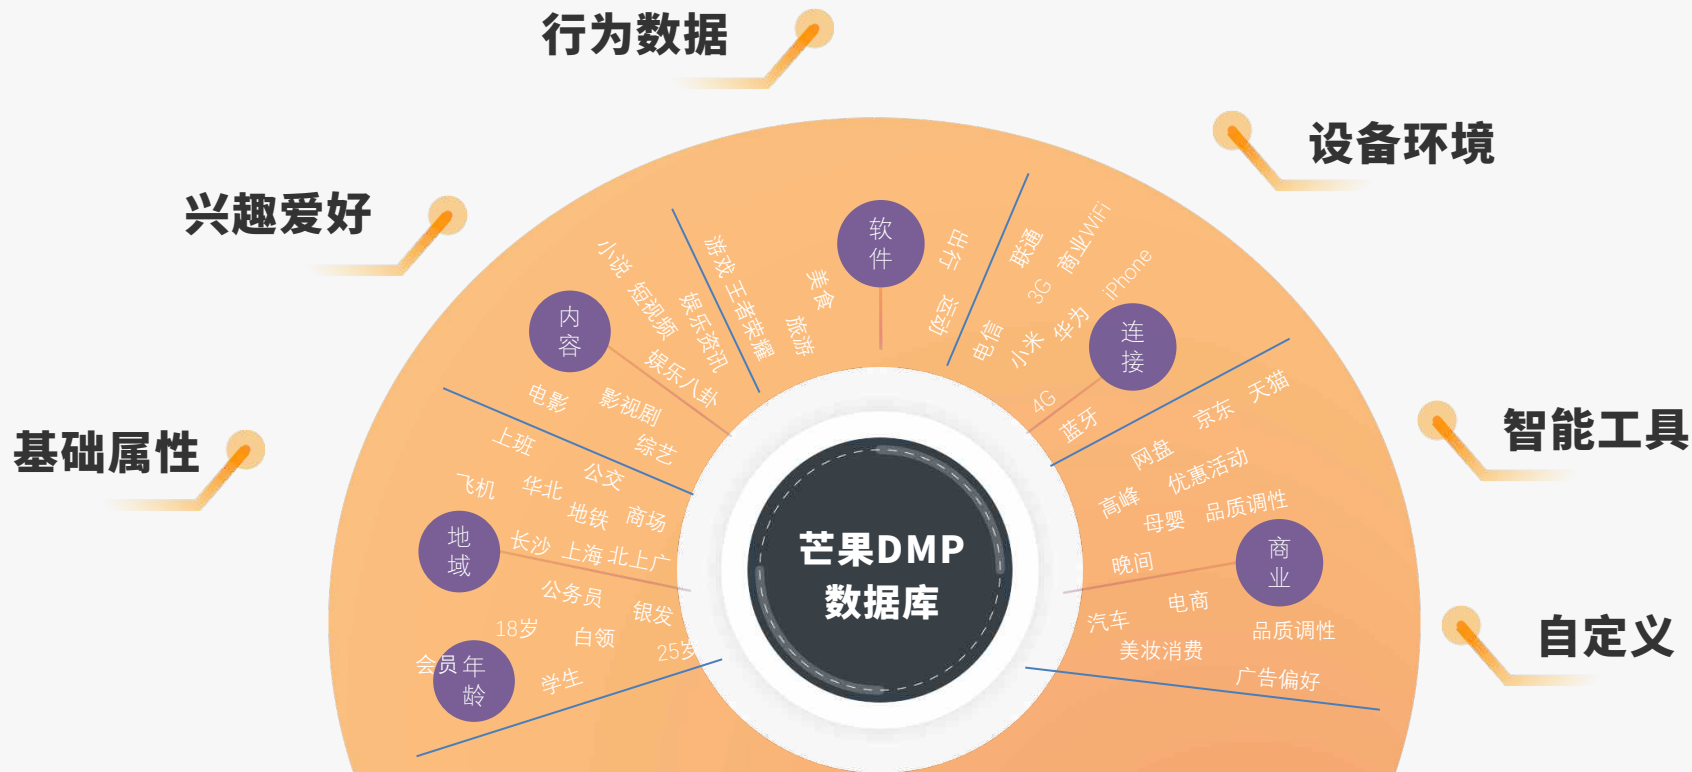 行为数据
设备环境
兴趣爱好
智能工具
基础属性
自定义
软
件
出行
运动
美食
旅游
游戏 王者荣耀
联通
商业WiFi
3G
iPhone
电信
小米
华为
连
接
4G
蓝牙
小说 短视频
娱乐资讯
内
容
娱乐八卦
电影
影视剧
综艺
上班
公交
飞机
华北
地铁
商场
地
域
长沙 上海 北上广
公务员
银发
18岁
白领
25岁
会员
年
龄
学生
天猫
京东
网盘
优惠活动
高峰
母婴
品质调性
晚间
商
业
汽车
电商
品质调性
美妆消费
广告偏好
芒果DMP
数据库